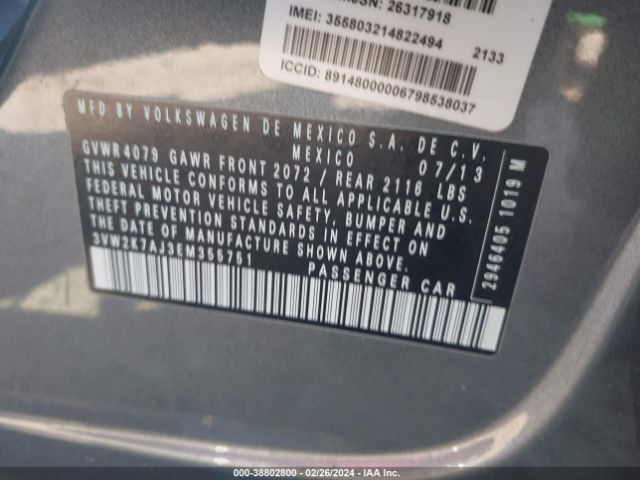 SN: 26317918
IMEI: 355803214822494 2133
ICCID: 89148000006798538037
MFD BY VOLKSWAGEN DE MEXICO S.A. DE C.V.
MEXICO 07/13
GVWR 4079 GAWR FRONT 2072 / REAR 2116 LBS
THIS VEHICLE CONFORMS TO ALL APPLICABLE U.S.
FEDERAL MOTOR VEHICLE SAFETY, BUMPER AND
THEFT PREVENTION STANDARDS IN EFFECT ON
THE DATE OF MANUFACTURE SHOWN ABOVE.
3VW2K7AJ3EM355751 PASSENGER CAR
2946405 1019 M
000-38802800 - 02/26/2024 - IAAI.COM